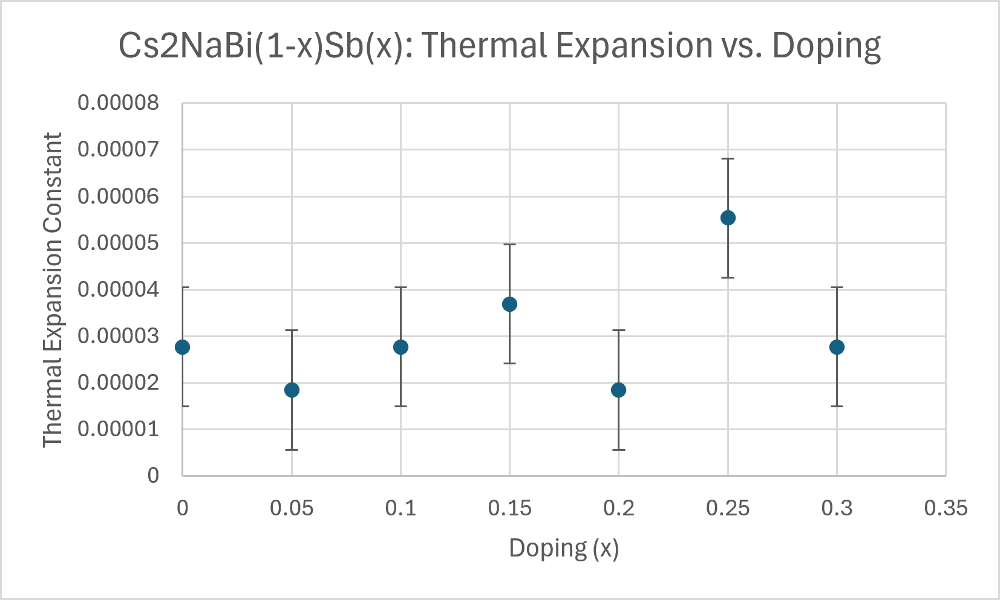 Cs2NaBi(1-x)Sb(x): Thermal Expansion vs. Doping
Thermal Expansion Constant
0.00008
0.00007
0.00006
0.00005
0.00004
0.00003
0.00002
0.00001
0
0 0.05 0.1 0.15 0.2 0.25 0.3 0.35
Doping (x)